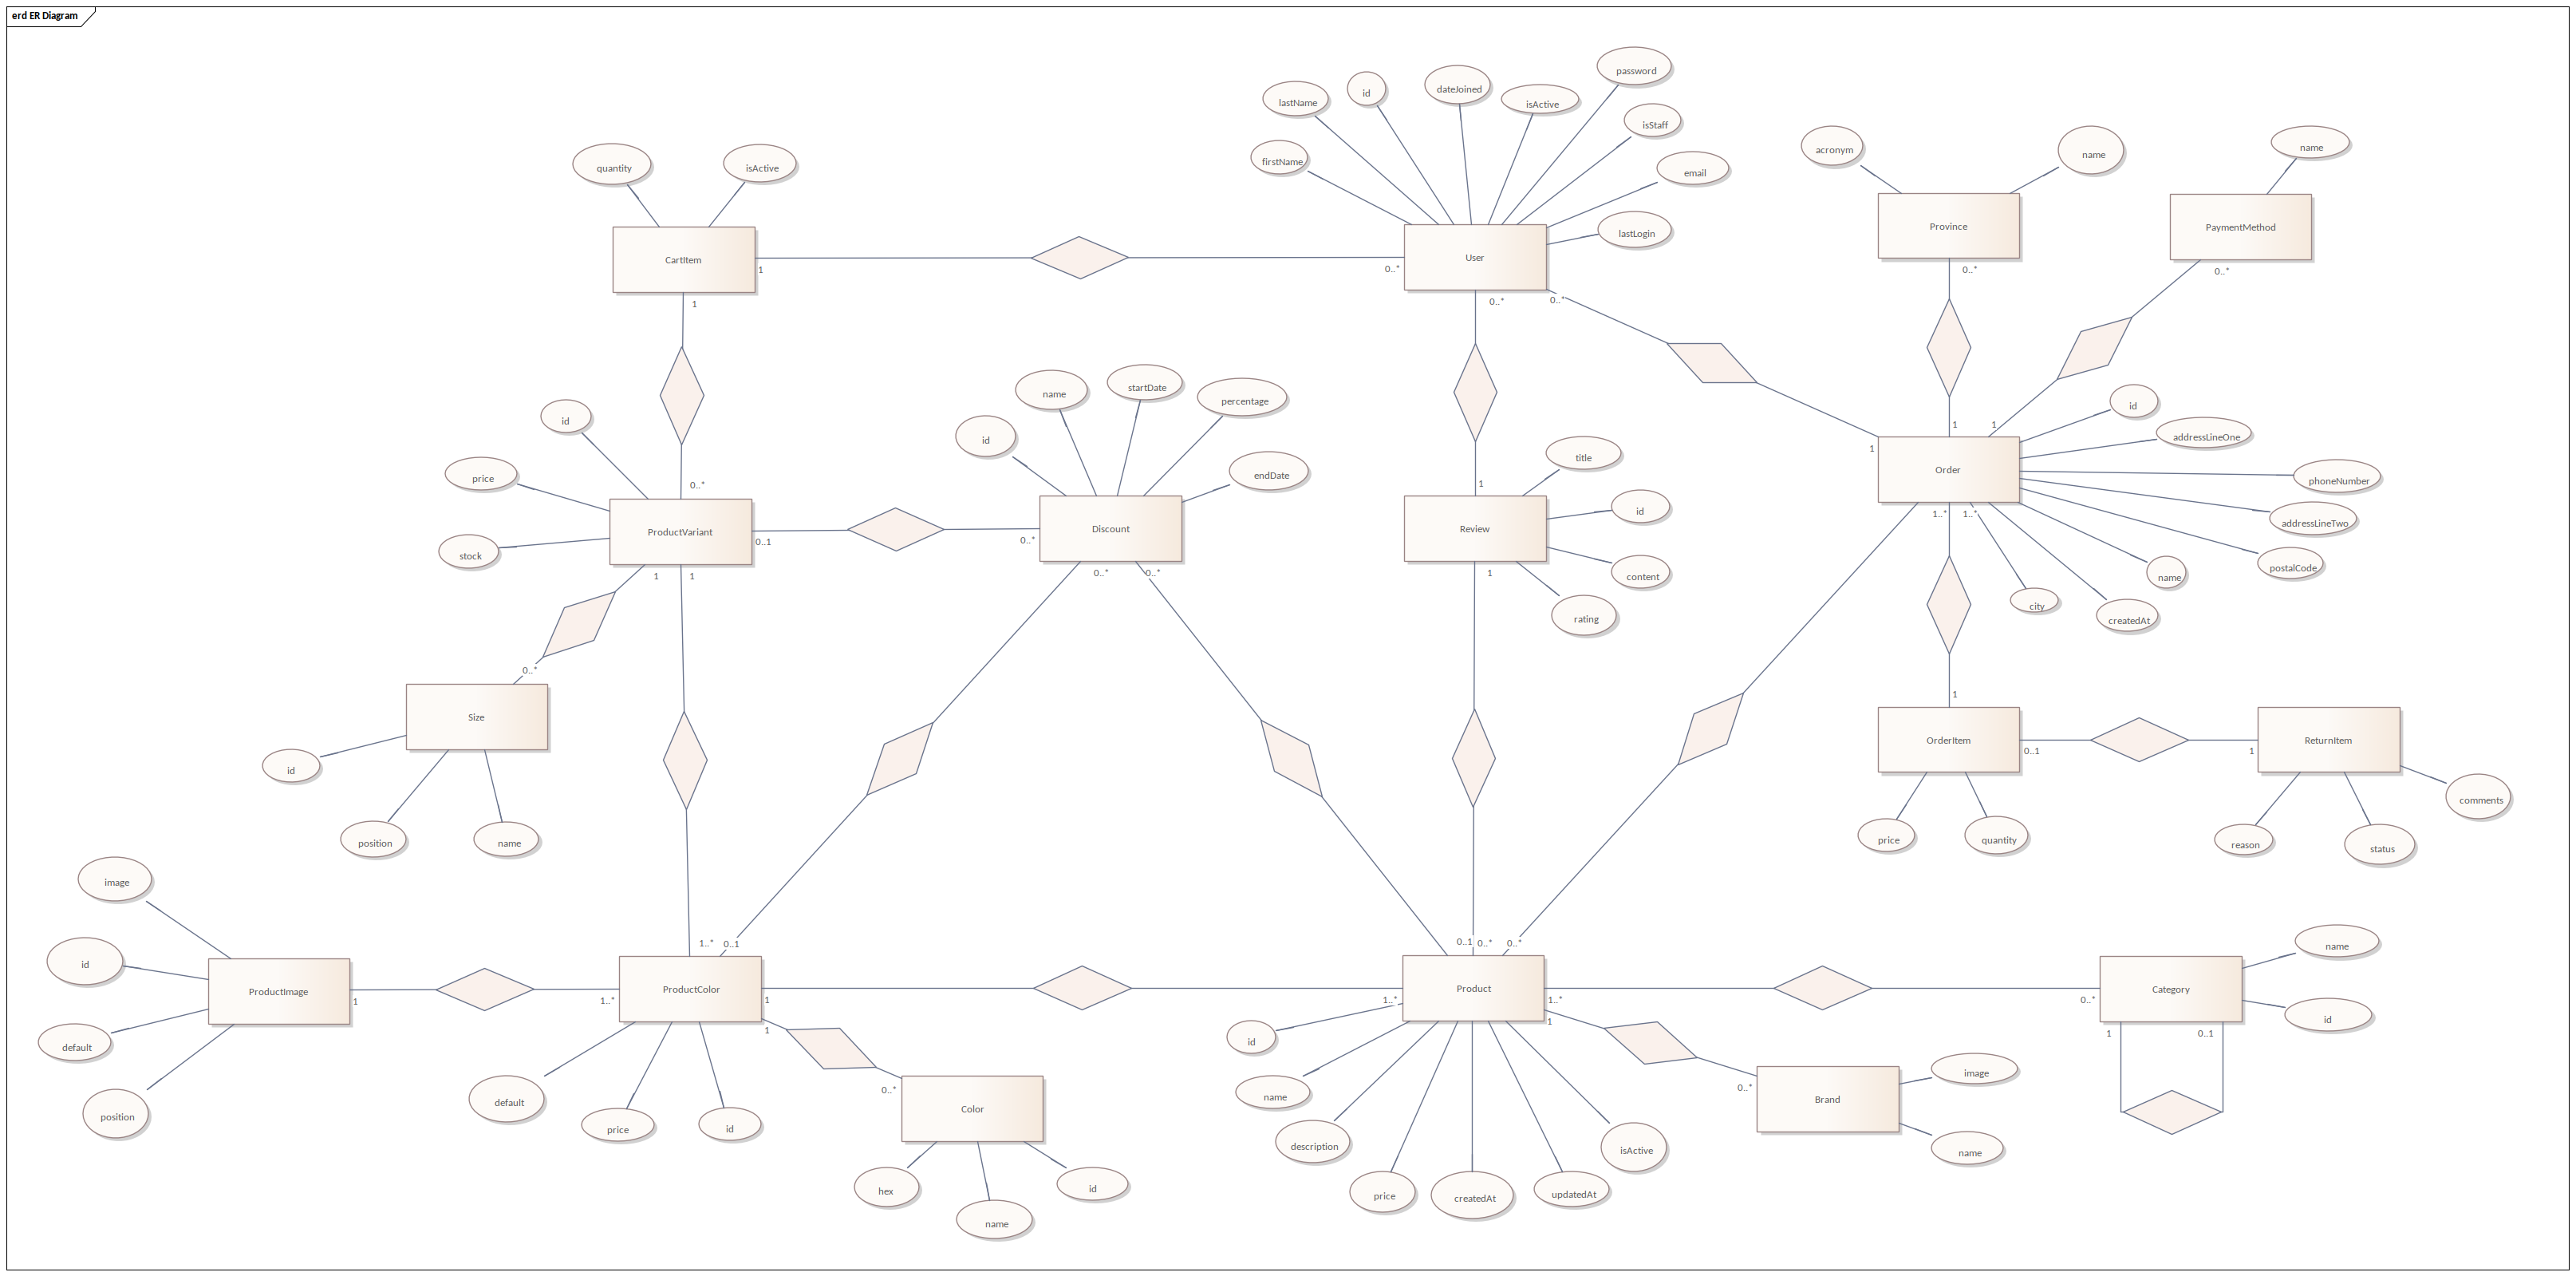 erd ER Diagram
password
id
dateJoined
lastName
isActive
isStaff
firstName
email
lastLogin
quantity
isActive
acronym
name
name
CartItem
1
0..*
User
Province
PaymentMethod
1
0..*
0..*
0..*
0..*
name
startDate
percentage
id
id
endDate
price
stock
0..*
ProductVariant
0..1
0..*
Discount
1
1
0..*
0..*
1
Review
title
id
content
rating
1
1
1
1
Order
id
addressLineOne
phoneNumber
addressLineTwo
postalCode
name
createdAt
city
1..*
1..*
0..*
Size
id
position
name
1
OrderItem
0..1
1
ReturnItem
price
quantity
reason
status
comments
image
id
default
position
ProductImage
1
1..*
1..*
0..1
ProductColor
1
1
default
price
id
0..*
Color
hex
name
id
0..1
0..*
0..*
1..*
Product
1..*
1
id
name
description
price
createdAt
updatedAt
isActive
0..*
Category
name
id
1
0..1
0..*
Brand
image
name